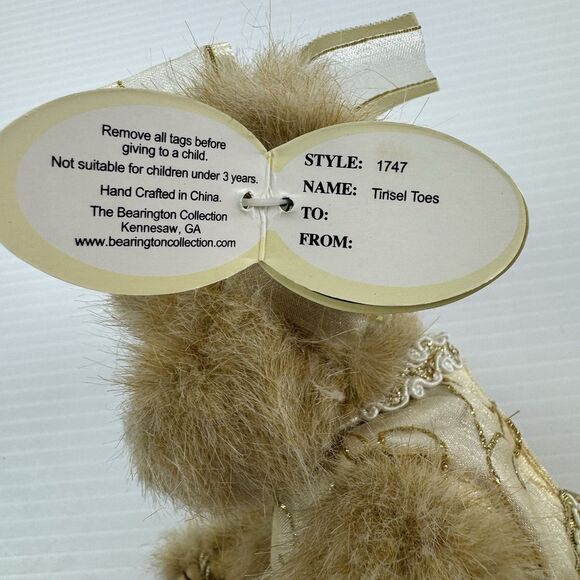 Remove all tags before
giving to a child.
Not suitable for children under 3 years.
Hand Crafted in China.
The Bearington Collection
Kennesaw, GA
www.bearingtoncollection.com
STYLE: 1747
NAME: Tinsel Toes
TO:
FROM: